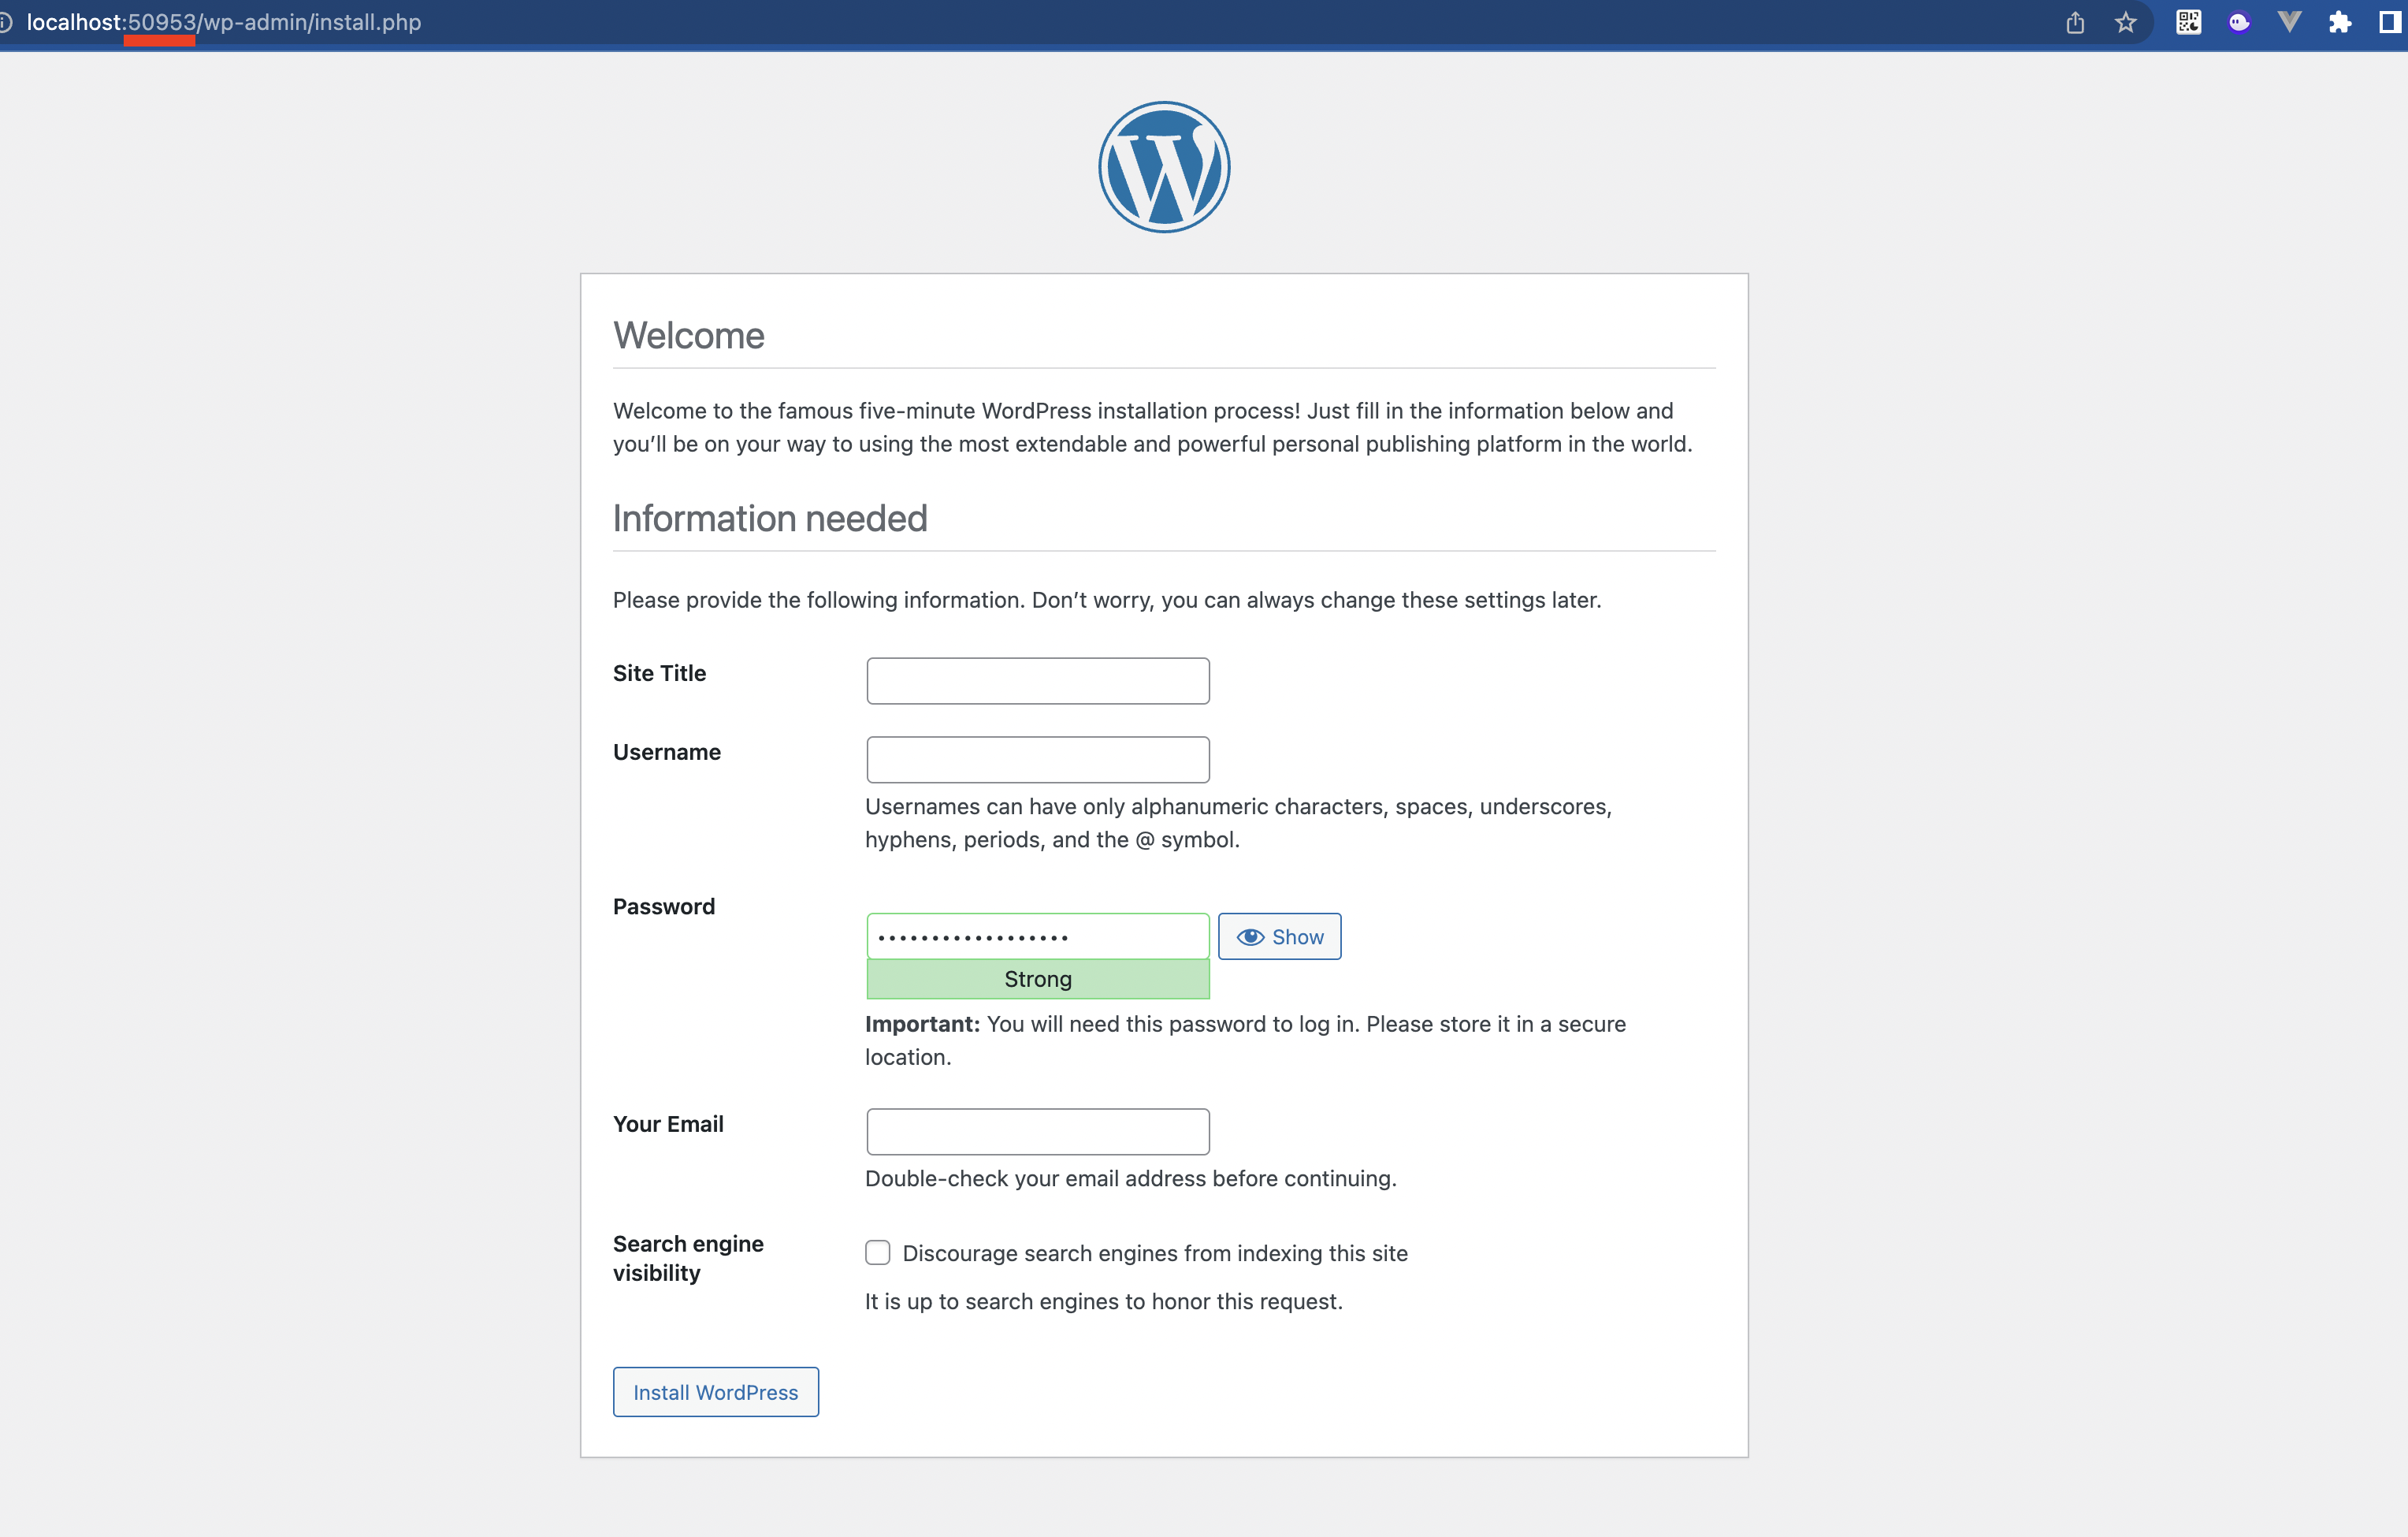 localhost:50953/wp-admin/install.php
Welcome
Welcome to the famous five-minute WordPress installation process! Just fill in the information below and
you’ll be on your way to using the most extendable and powerful personal publishing platform in the world.
Information needed
Please provide the following information. Don’t worry, you can always change these settings later.
Site Title
Username
Usernames can have only alphanumeric characters, spaces, underscores,
hyphens, periods, and the @ symbol.
Password
•••••••••••••••••• Show
Strong
Important: You will need this password to log in. Please store it in a secure
location.
Your Email
Double-check your email address before continuing.
Search engine
visibility
Discourage search engines from indexing this site
It is up to search engines to honor this request.
Install WordPress